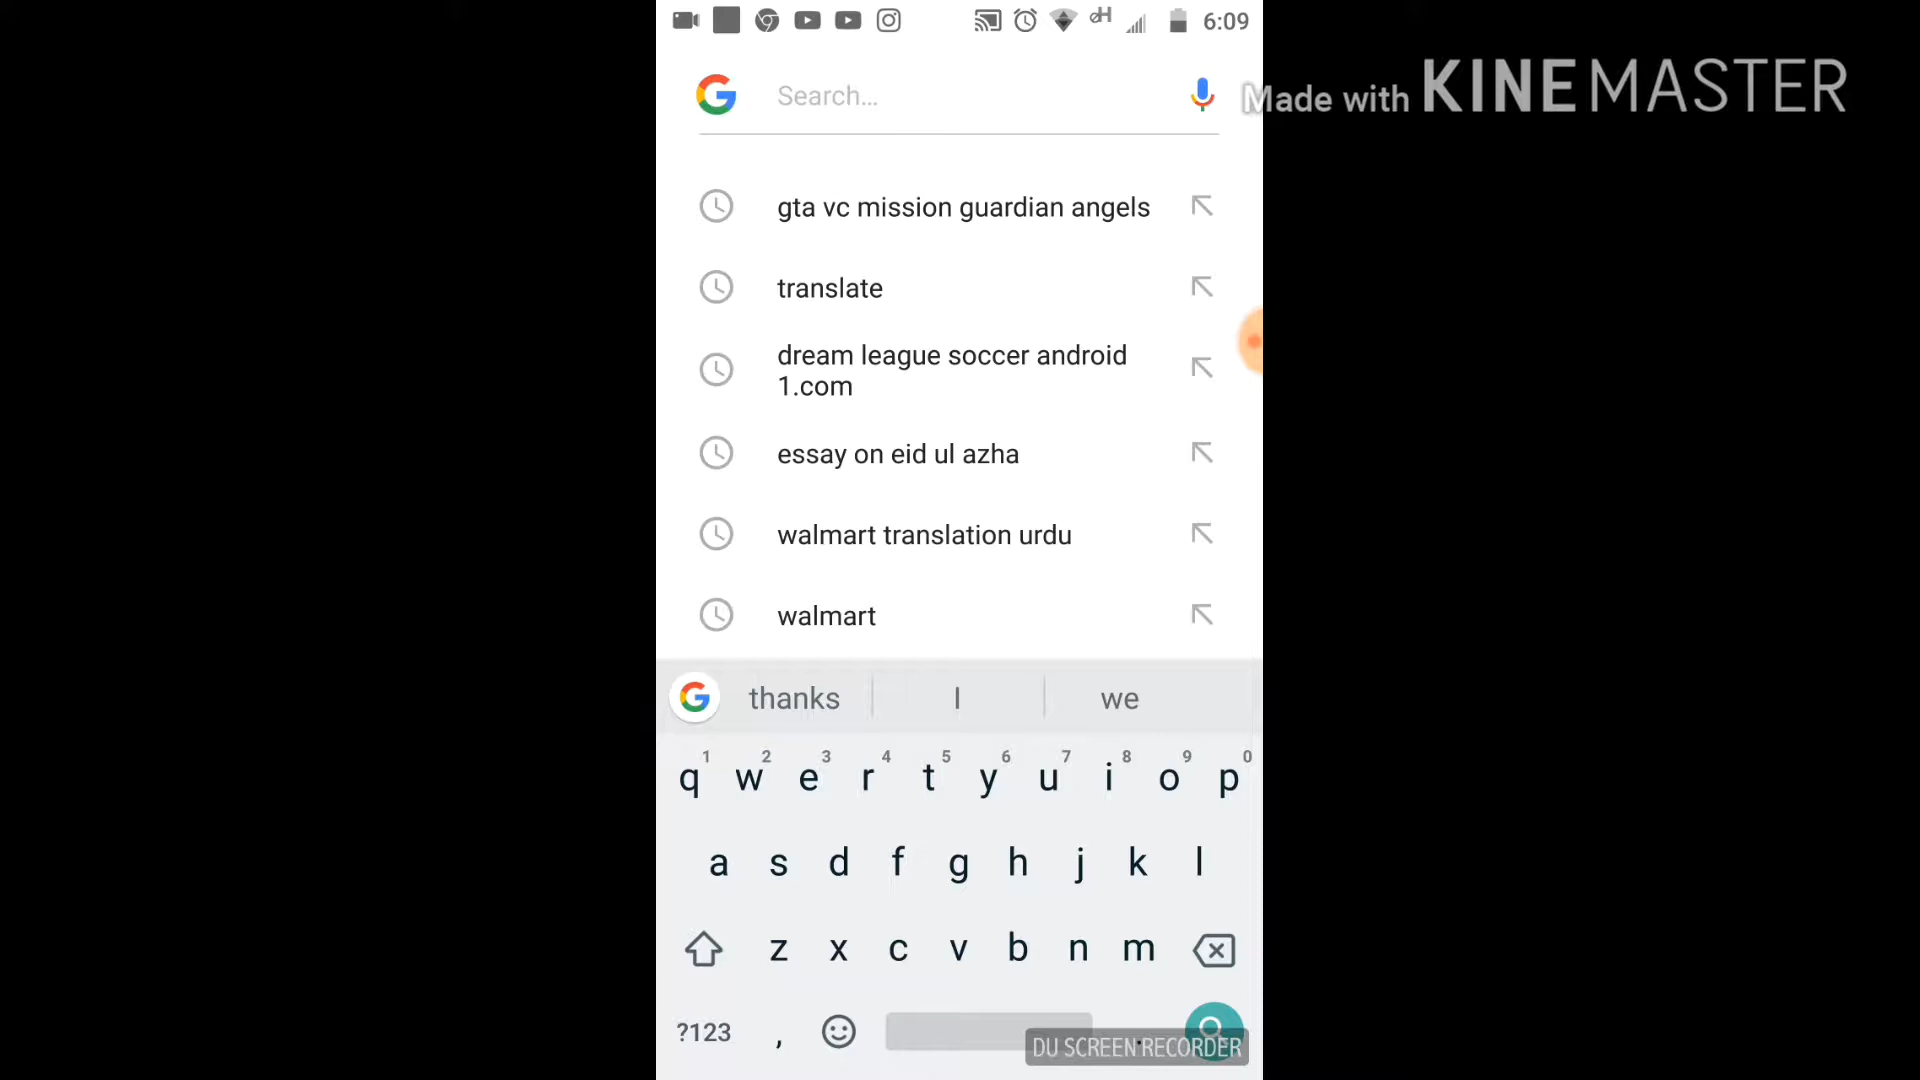 6:09
Search...
Made with KINEMASTER
gta vc mission guardian angels
translate
dream league soccer android
1.com
essay on eid ul azha
walmart translation urdu
walmart
thanks I we
1 2 3 4 5 6 7 8 9 0
q w e r t y u i o p
a s d f g h j k l
z x c v b n m
?123 , .
DU SCREEN RECORDER